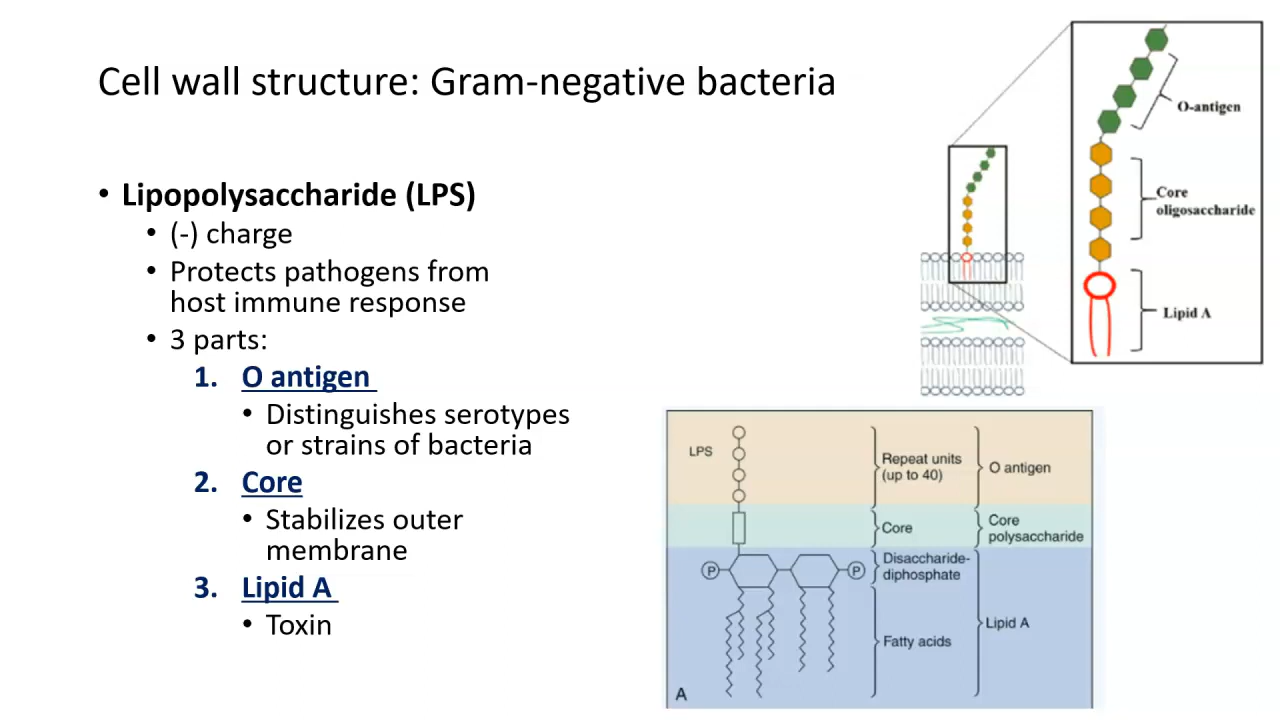 Cell wall structure: Gram-negative bacteria
• Lipopolysaccharide (LPS)
• (-) charge
• Protects pathogens from
host immune response
• 3 parts:
1. O antigen
• Distinguishes serotypes
or strains of bacteria
2. Core
• Stabilizes outer
membrane
3. Lipid A
• Toxin
O-antigen
Core
oligosaccharide
Lipid A
LPS
Repeat units
(up to 40)
O antigen
Core
Core
polysaccharide
P
P
Disaccharide-
diphosphate
Fatty acids
Lipid A
A